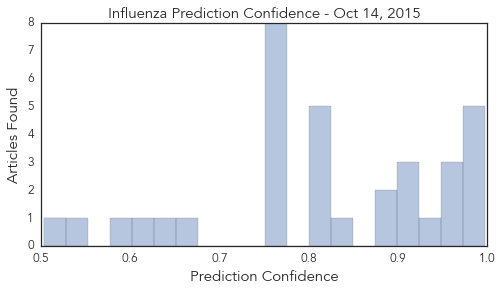 Influenza Prediction Confidence - Oct 14, 2015
Articles Found
8
7
6
5
4
3
2
1
0
0.5 0.6 0.7 0.8 0.9 1.0
Prediction Confidence